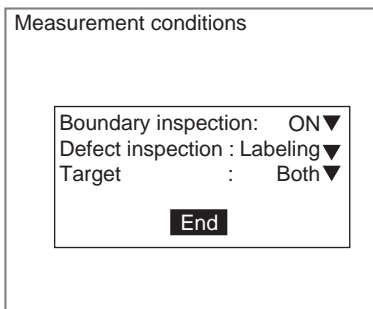 Measurement conditions
Boundary inspection: ON▼
Defect inspection : Labeling▼
Target : Both▼
End